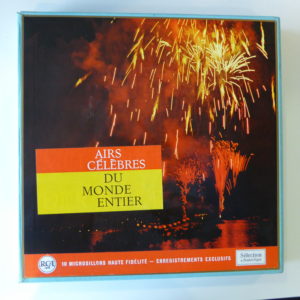 AIRS
CÉLÈBRES
DU
MONDE
ENTIER
RCA
10 MICROSILLONS HAUTE FIDÉLITÉ — ENREGISTREMENTS EXCLUSIFS
Sélection